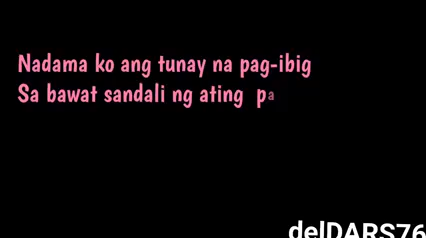 Nadama ko ang tunay na pag-ibig
Sa bawat sandali ng ating pa
delDARS76